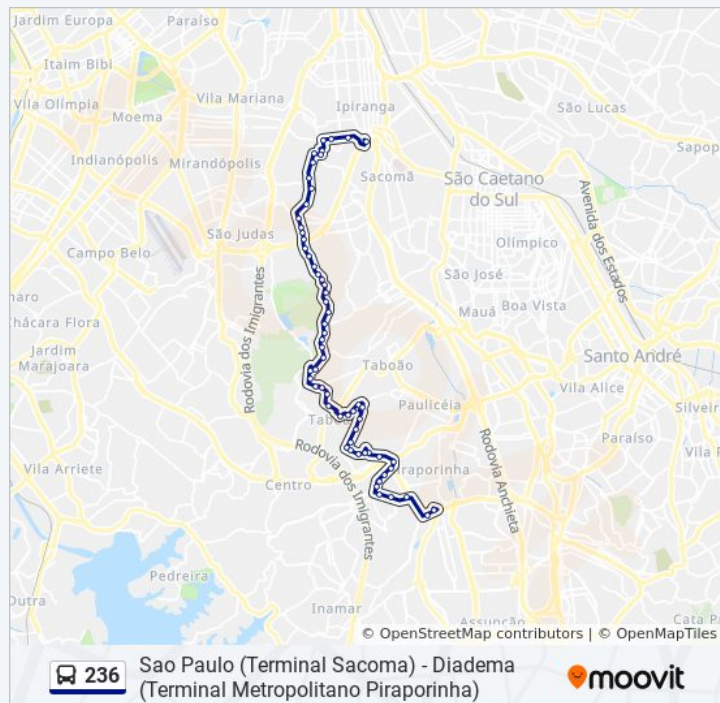 Jardim Europa
Paraíso
Itaim Bibi
Vila Olímpia
Vila Mariana
Ipiranga
São Lucas
Moema
Indianópolis
Mirandópolis
Sacomã
São Caetano
do Sul
Sapop
Avenida dos Estados
São Judas
Campo Belo
Olímpico
Rodovia dos Imigrantes
São José
Mauá
Boa Vista
maro
Chácara Flora
Jardim
Marajoara
Taboão
Santo André
Vila Alice
Paulicéia
Silveir
Taboã
Rodovia Anchieta
Paraíso
Vila P
Vila Arriete
Rodovia dos Imigrantes
Centro
Piraporinha
Pedreira
Dutra
Inamar
Assunção
Cata P
© OpenStreetMap contributors | © OpenMapTiles
236
Sao Paulo (Terminal Sacoma) - Diadema
(Terminal Metropolitano Piraporinha)
moovit